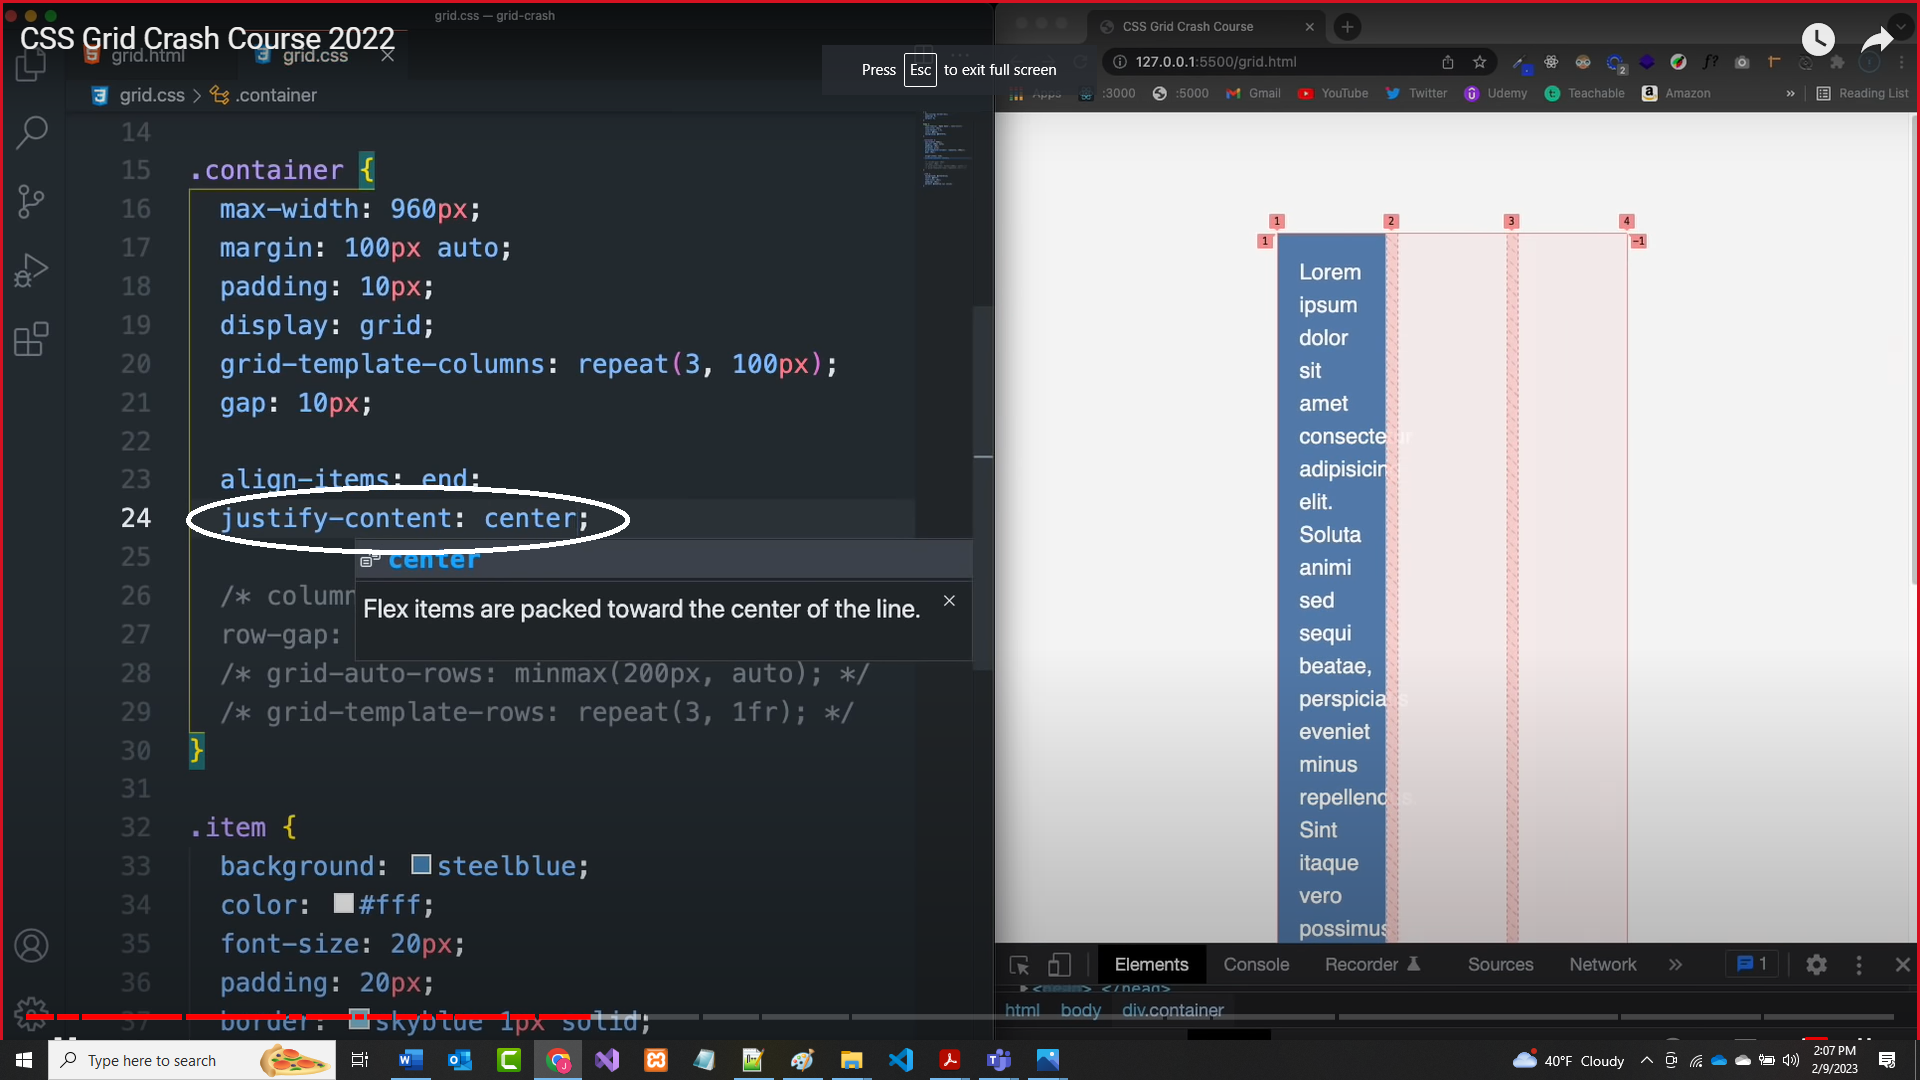 grid.css — grid-crash
CSS Grid Crash Course 2022
grid.html
grid.css
Press Esc to exit full screen
grid.css > .container
14
15 .container {
16 max-width: 960px;
17 margin: 100px auto;
18 padding: 10px;
19 display: grid;
20 grid-template-columns: repeat(3, 100px);
21 gap: 10px;
22
23 align-items: end;
24 justify-content: center;
25
center
Flex items are packed toward the center of the line.
26 /* column
27 row-gap:
28 /* grid-auto-rows: minmax(200px, auto); */
29 /* grid-template-rows: repeat(3, 1fr); */
30 }
31
32 .item {
33 background: steelblue;
34 color: #fff;
35 font-size: 20px;
36 padding: 20px;
37 border: skyblue 1px solid;
CSS Grid Crash Course
127.0.0.1:5500/grid.html
f?
2
Apps
:3000
:5000
Gmail
YouTube
Twitter
Udemy
Teachable
Amazon
»
Reading List
1 2 3 4
1 -1
Lorem
ipsum
dolor
sit
amet
consectetur
adipisicing
elit.
Soluta
animi
sed
sequi
beatae,
perspiciatis
eveniet
minus
repellendus
Sint
itaque
vero
possimus
Elements Console Recorder Sources Network » 1
</head>
html body div.container
Type here to search
40°F Cloudy
2:07 PM
2/9/2023